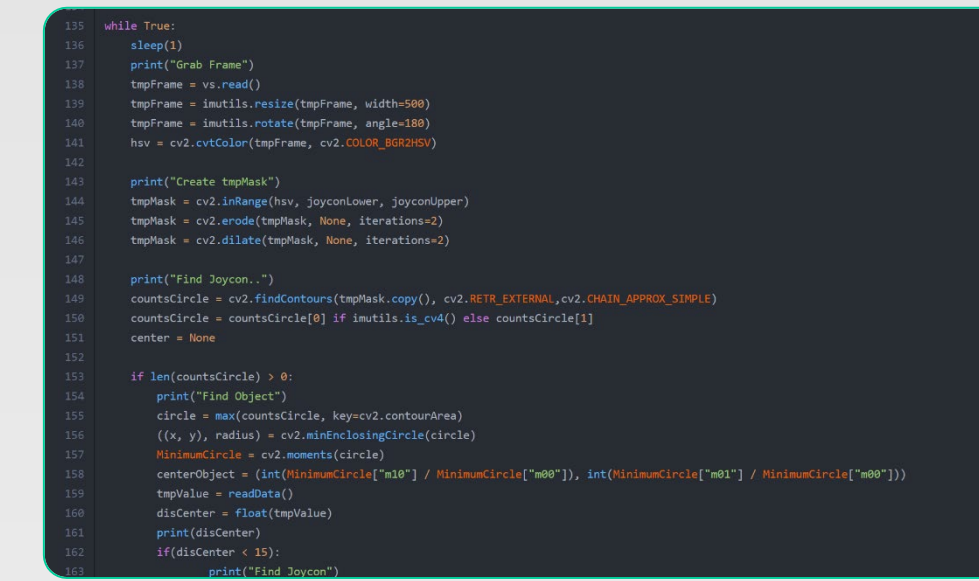 135 while True:
136     sleep(1)
137     print("Grab Frame")
138     tmpFrame = vs.read()
139     tmpFrame = imutils.resize(tmpFrame, width=500)
140     tmpFrame = imutils.rotate(tmpFrame, angle=180)
141     hsv = cv2.cvtColor(tmpFrame, cv2.COLOR_BGR2HSV)
142
143     print("Create tmpMask")
144     tmpMask = cv2.inRange(hsv, joyconLower, joyconUpper)
145     tmpMask = cv2.erode(tmpMask, None, iterations=2)
146     tmpMask = cv2.dilate(tmpMask, None, iterations=2)
147
148     print("Find Joycon..")
149     countsCircle = cv2.findContours(tmpMask.copy(), cv2.RETR_EXTERNAL,cv2.CHAIN_APPROX_SIMPLE)
150     countsCircle = countsCircle[0] if imutils.is_cv4() else countsCircle[1]
151     center = None
152
153     if len(countsCircle) > 0:
154         print("Find Object")
155         circle = max(countsCircle, key=cv2.contourArea)
156         ((x, y), radius) = cv2.minEnclosingCircle(circle)
157         MinimumCircle = cv2.moments(circle)
158         centerObject = (int(MinimumCircle["m10"] / MinimumCircle["m00"]), int(MinimumCircle["m01"] / MinimumCircle["m00"]))
159         tmpValue = readData()
160         disCenter = float(tmpValue)
161         print(disCenter)
162         if(disCenter < 15):
163                 print("Find Joycon")